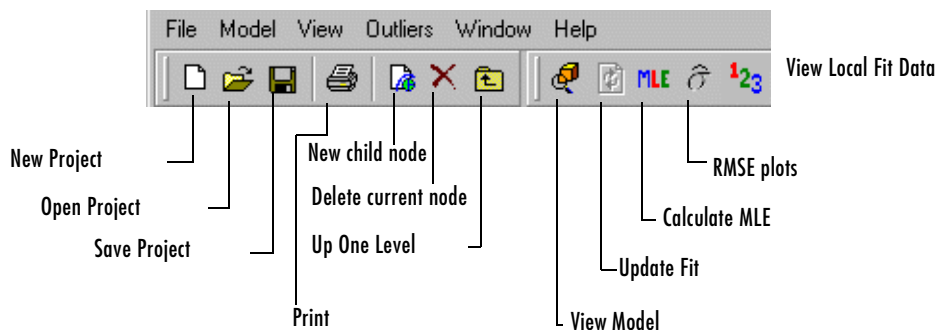 File Model View Outliers Window Help
MLE σ̂ 123
View Local Fit Data
New Project
New child node
RMSE plots
Open Project
Delete current node
Calculate MLE
Save Project
Up One Level
Update Fit
Print
View Model